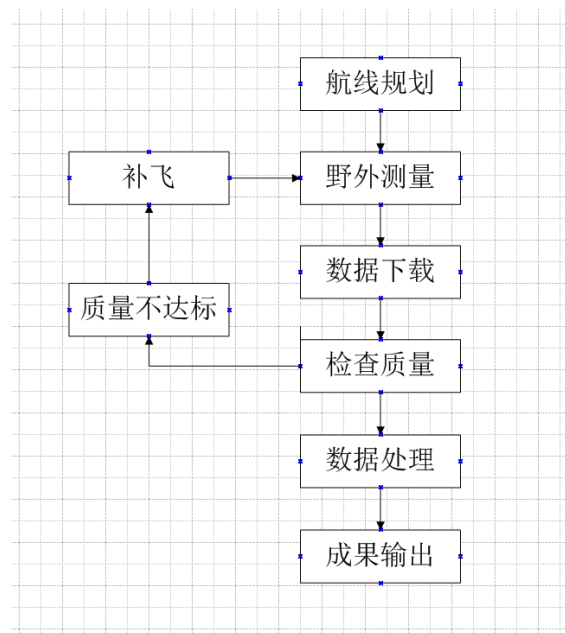 航线规划
补飞
野外测量
数据下载
质量不达标
检查质量
数据处理
成果输出